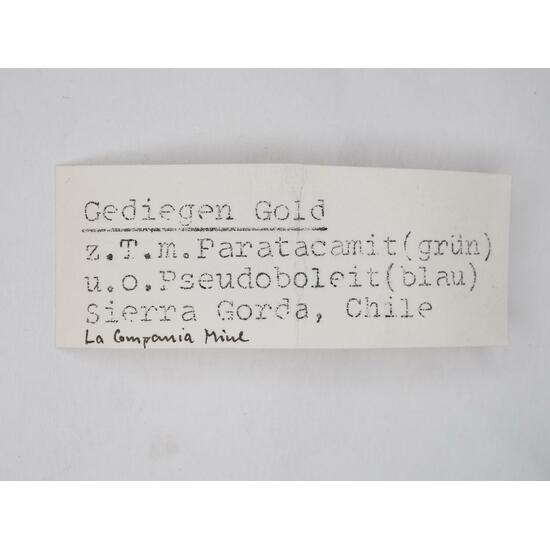 Gediegen Gold
z.T.m.Paratacamit(grün)
u.o.Pseudoboleit(blau)
Sierra Gorda, Chile
La Compania Mine